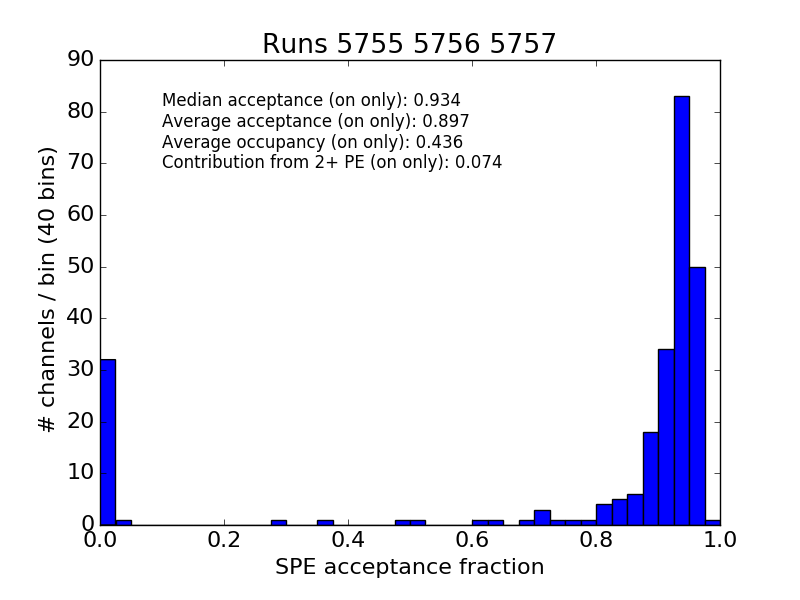 Runs 5755 5756 5757
90
80
70
60
50
40
30
20
10
0
# channels / bin (40 bins)
Median acceptance (on only): 0.934
Average acceptance (on only): 0.897
Average occupancy (on only): 0.436
Contribution from 2+ PE (on only): 0.074
0.0 0.2 0.4 0.6 0.8 1.0
SPE acceptance fraction